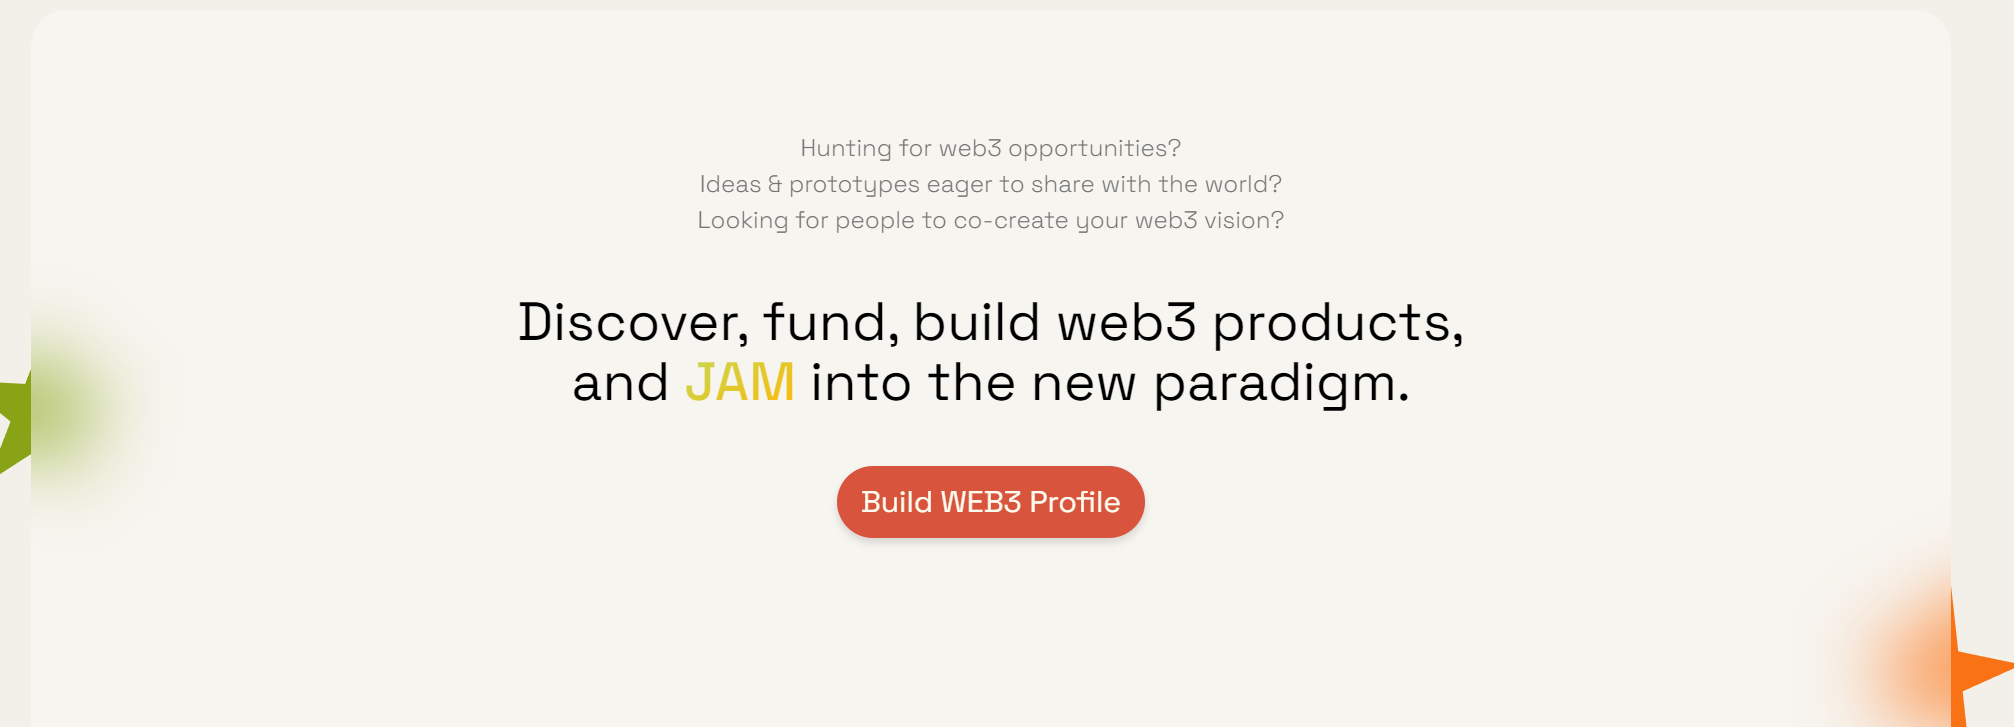 Hunting for web3 opportunities?
Ideas & prototypes eager to share with the world?
Looking for people to co-create your web3 vision?
Discover, fund, build web3 products,
and JAM into the new paradigm.
Build WEB3 Profile